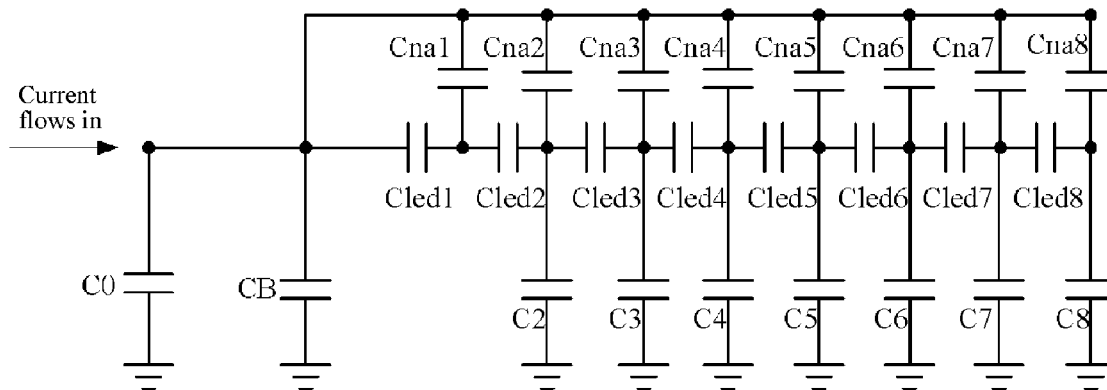 Cna1 Cna2 Cna3 Cna4 Cna5 Cna6 Cna7 Cna8
Current
flows in
Cled1 Cled2 Cled3 Cled4 Cled5 Cled6 Cled7 Cled8
C0 CB C2 C3 C4 C5 C6 C7 C8